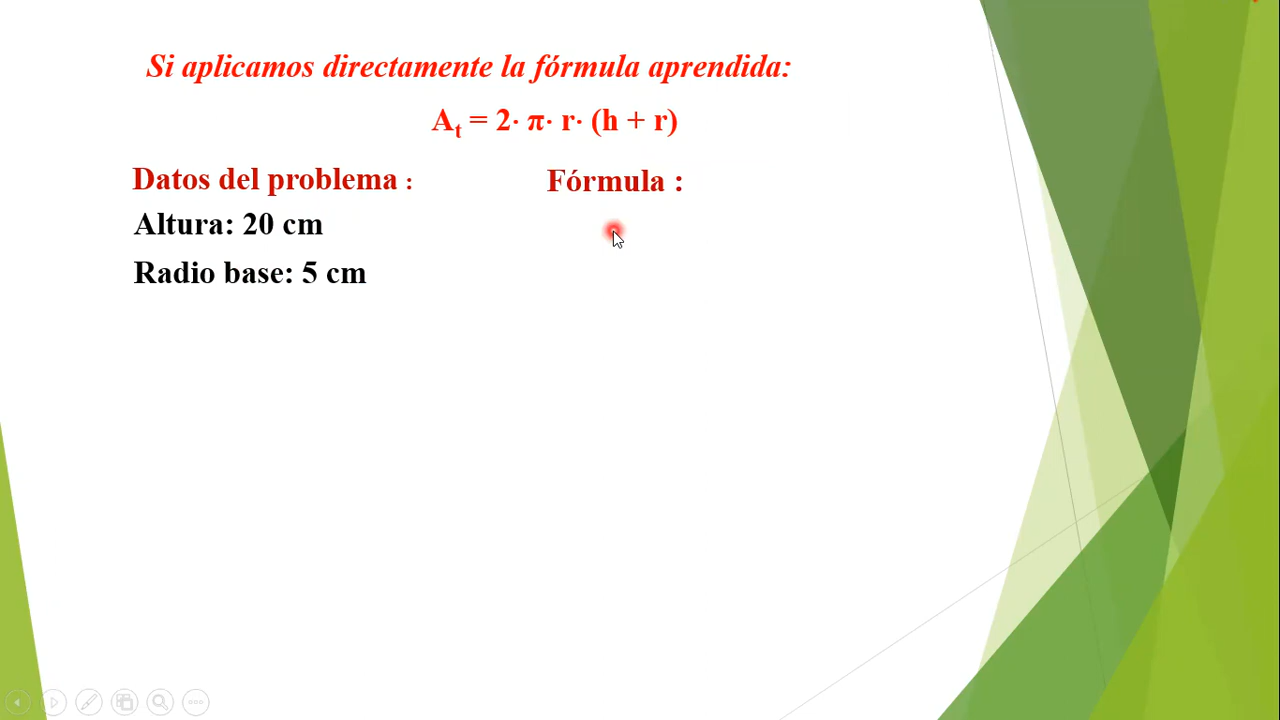 Si aplicamos directamente la fórmula aprendida:
Aₜ = 2· π· r· (h + r)
Datos del problema :
Fórmula :
Altura: 20 cm
Radio base: 5 cm